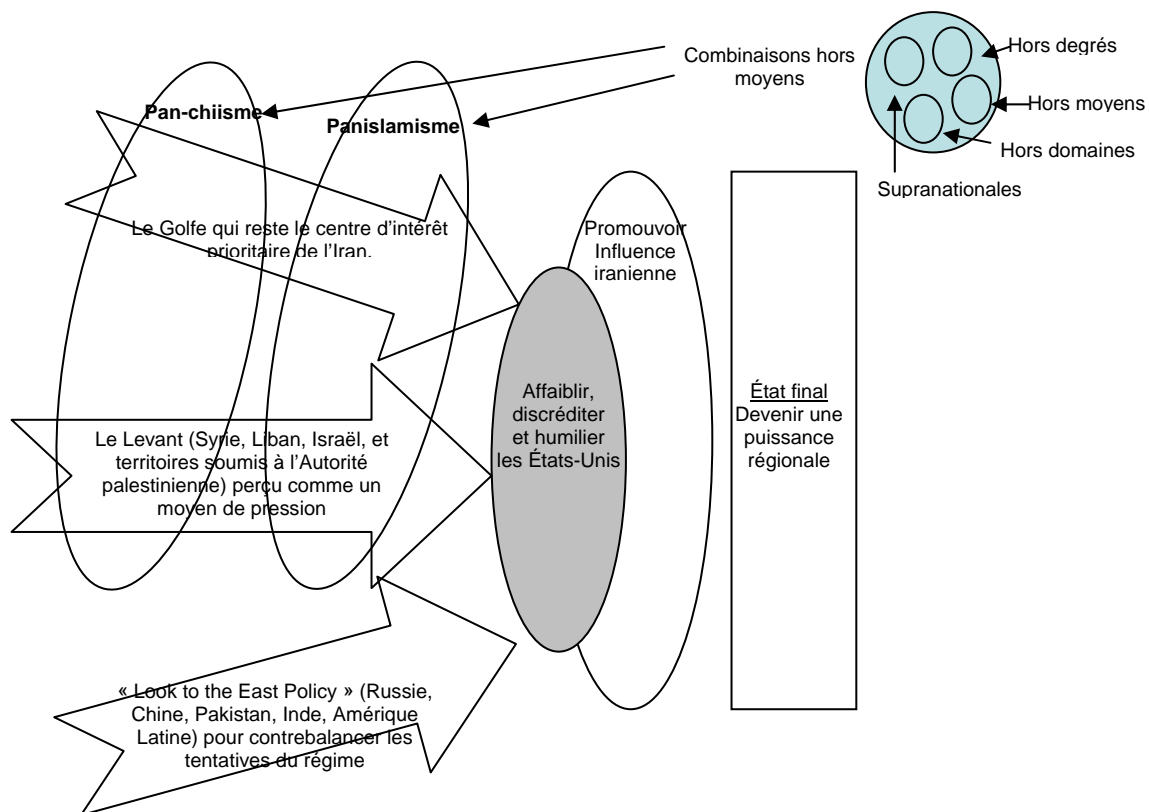 Combinaisons hors
moyens
Hors degrés
Hors moyens
Hors domaines
Supranationales
Pan-chiisme
Panislamisme
Le Golfe qui reste le centre d’intérêt
prioritaire de l’Iran.
Promouvoir
Influence
iranienne
Affaiblir,
discréditer
et humilier
les États-Unis
État final
Devenir une
puissance
régionale
Le Levant (Syrie, Liban, Israël, et
territoires soumis à l’Autorité
palestinienne) perçu comme un
moyen de pression
« Look to the East Policy » (Russie,
Chine, Pakistan, Inde, Amérique
Latine) pour contrebalancer les
tentatives du régime